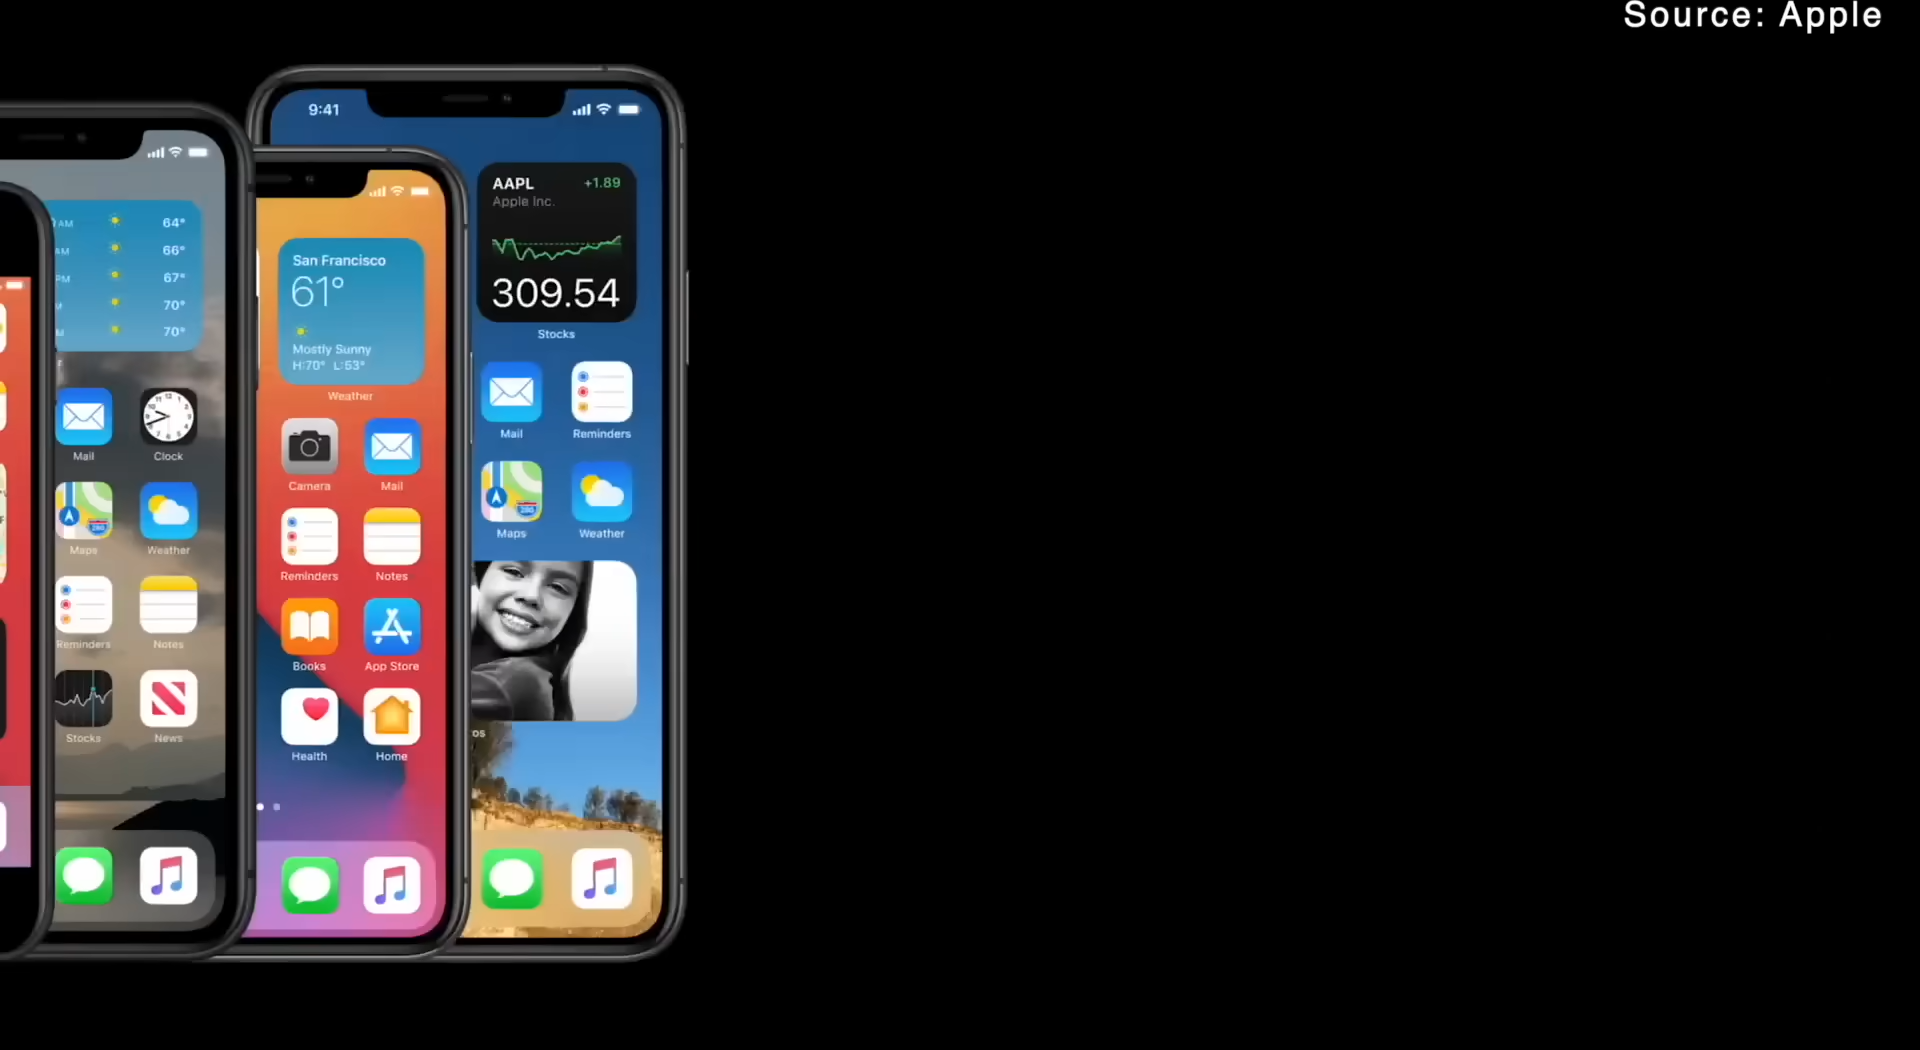 Source: Apple
64°
AM
66°
PM
67°
70°
70°
Mail
Clock
Maps
Weather
Reminders
Notes
Stocks
News
San Francisco
61°
Mostly Sunny
H:70° L:53°
Weather
Camera
Mail
Reminders
Notes
Books
App Store
Health
Home
9:41
AAPL +1.89
Apple Inc.
309.54
Stocks
Mail
Reminders
Maps
Weather